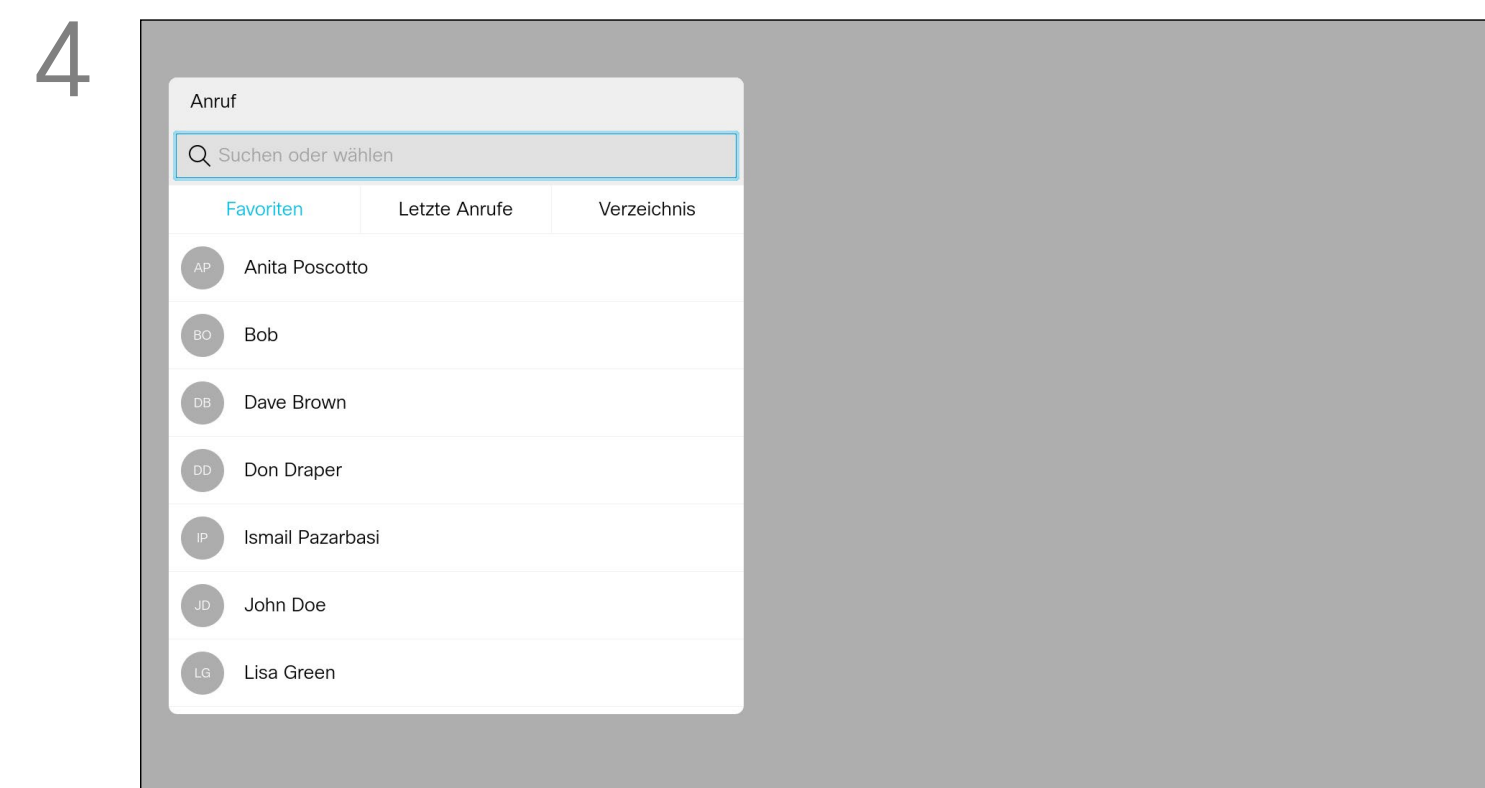 4
Anruf
Suchen oder wählen
Favoriten Letzte Anrufe Verzeichnis
AP Anita Poscotto
BO Bob
DB Dave Brown
DD Don Draper
IP Ismail Pazarbasi
JD John Doe
LG Lisa Green